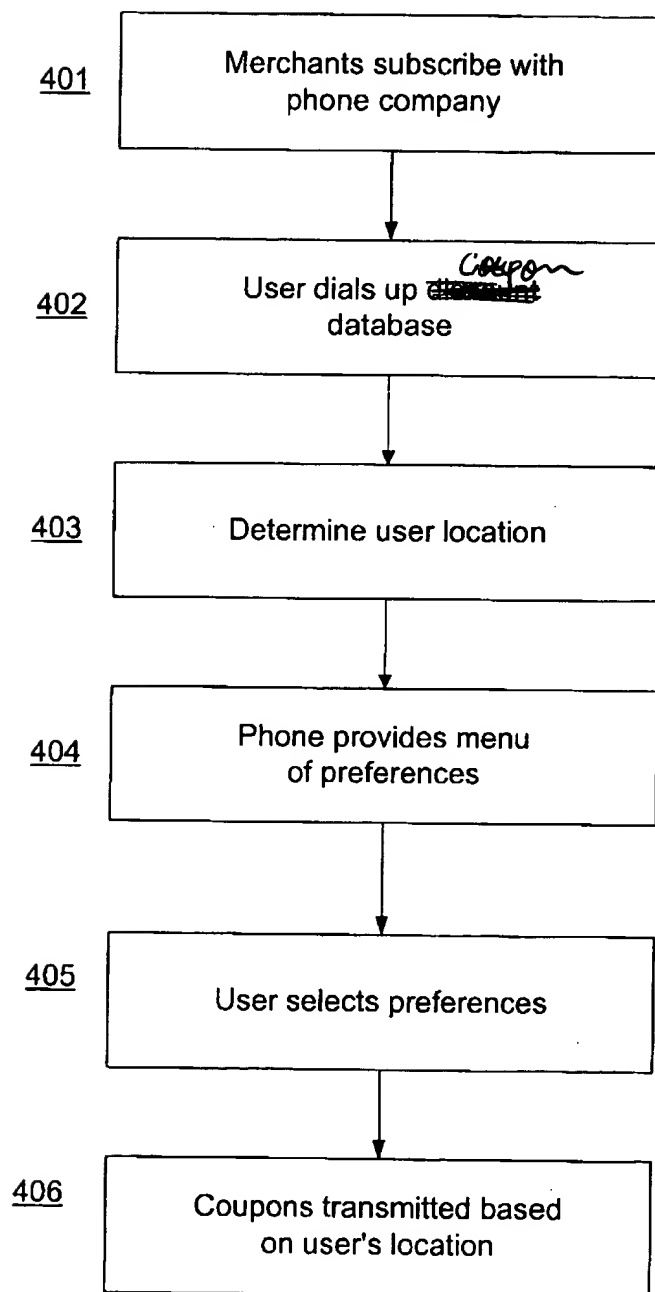 401
Merchants subscribe with
phone company
402
Coupon
User dials up discount
database
403
Determine user location
404
Phone provides menu
of preferences
405
User selects preferences
406
Coupons transmitted based
on user's location